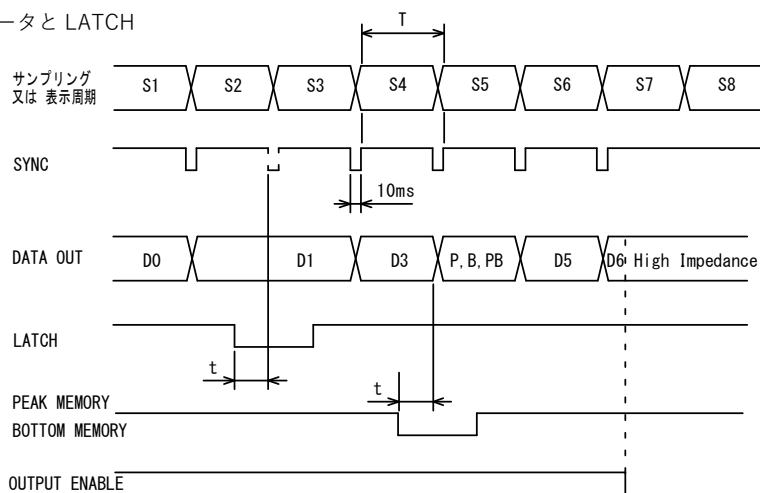 ータと LATCH
T
サンプリング
又は 表示周期
S1 S2 S3 S4 S5 S6 S7 S8
SYNC
10ms
DATA OUT
D0 D1 D3 P,B,PB D5 D6 High Impedance
LATCH
t
t
PEAK MEMORY
BOTTOM MEMORY
OUTPUT ENABLE